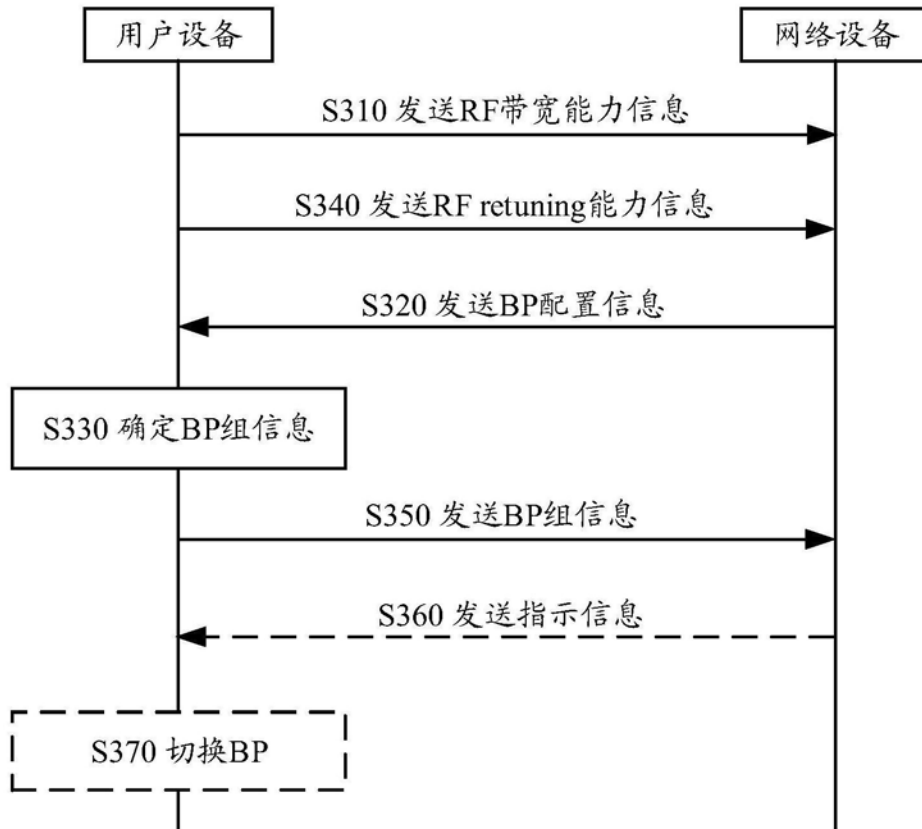 用户设备
网络设备
S310 发送RF带宽能力信息
S340 发送RF retuning能力信息
S320 发送BP配置信息
S330 确定BP组信息
S350 发送BP组信息
S360 发送指示信息
S370 切换BP